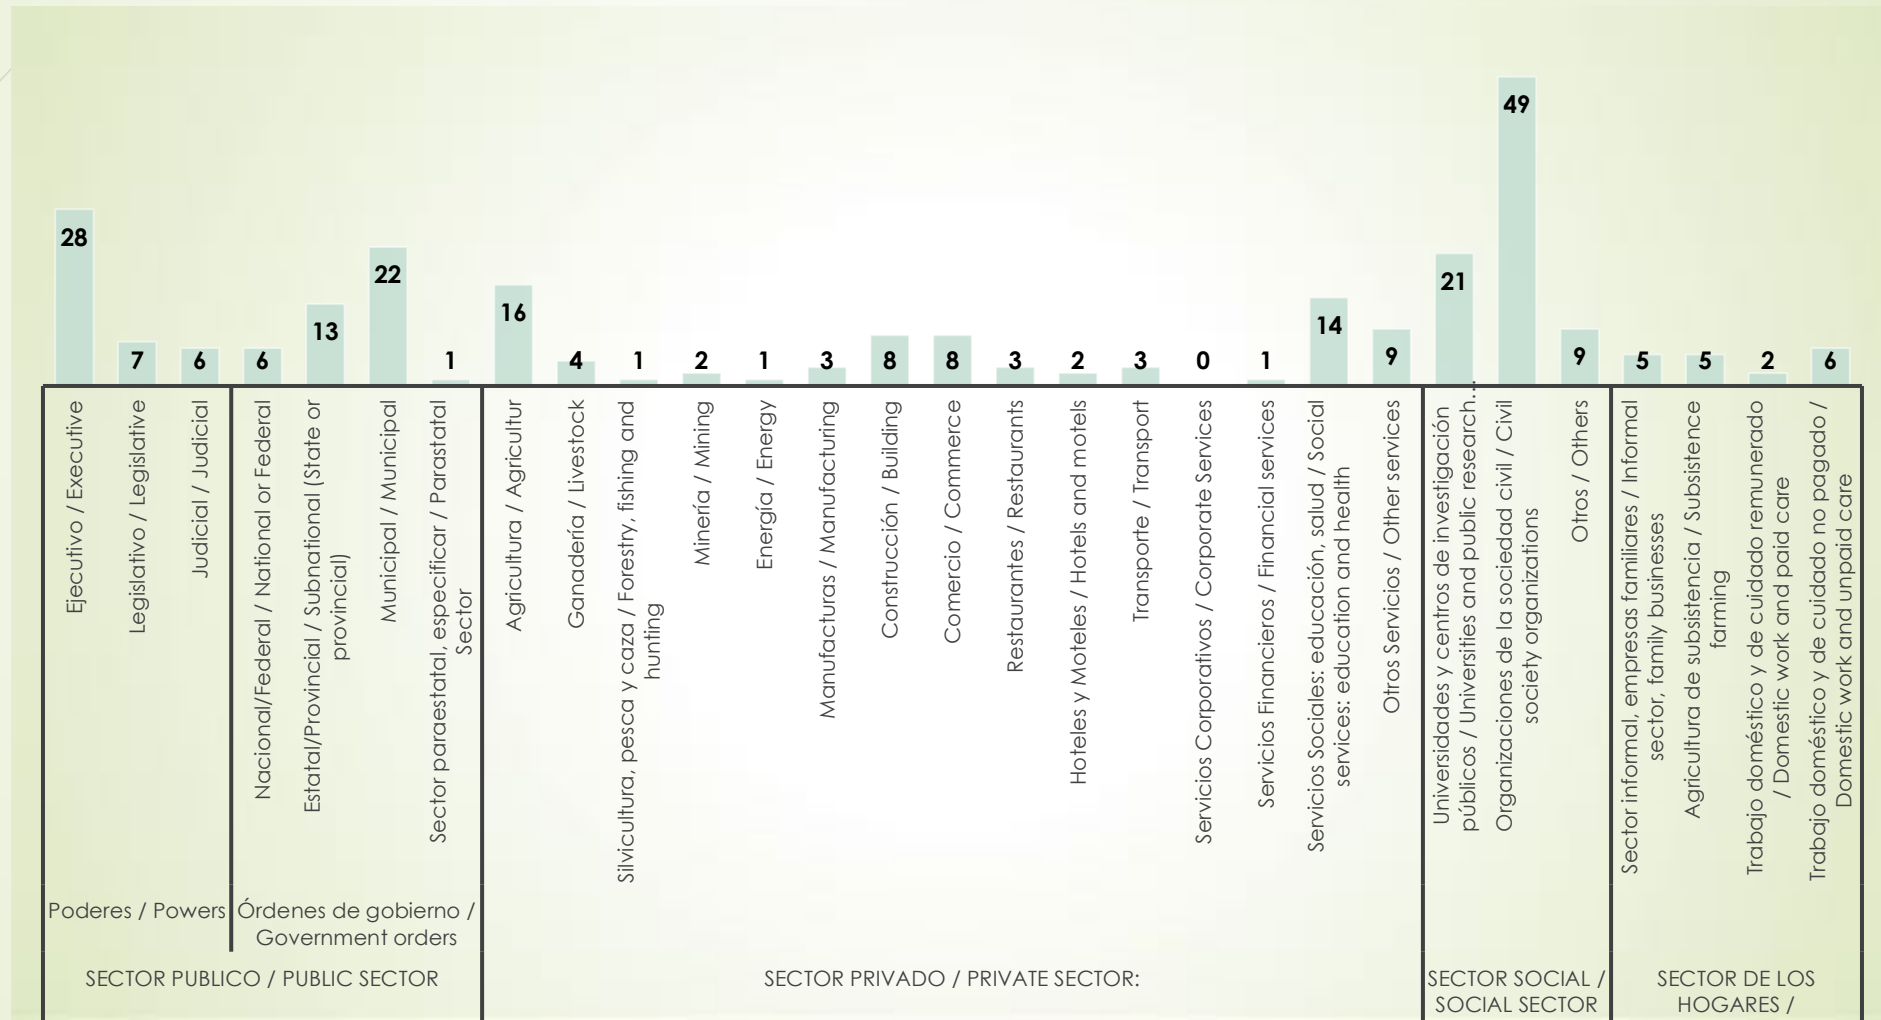 49
28
22
21
16
13
14
7
6
6
1
4
1
2
1
3
8
8
3
2
3
0
1
9
9
5
5
2
6
Ejecutivo / Executive
Legislativo / Legislative
Judicial / Judicial
Nacional/Federal / National or Federal
Estatal/Provincial / Subnational (State or
provincial)
Municipal / Municipal
Sector paraestatal, especificar / Parastatal
Sector
Agricultura / Agricultur
Ganadería / Livestock
Silvicultura, pesca y caza / Forestry, fishing and
hunting
Minería / Mining
Energía / Energy
Manufacturas / Manufacturing
Construcción / Building
Comercio / Commerce
Restaurantes / Restaurants
Hoteles y Moteles / Hotels and motels
Transporte / Transport
Servicios Corporativos / Corporate Services
Servicios Financieros / Financial services
Servicios Sociales: educación, salud / Social
services: education and health
Otros Servicios / Other services
Universidades y centros de investigación
públicos / Universities and public research...
Organizaciones de la sociedad civil / Civil
society organizations
Otros / Others
Sector informal, empresas familiares / Informal
sector, family businesses
Agricultura de subsistencia / Subsistence
farming
Trabajo doméstico y de cuidado remunerado
/ Domestic work and paid care
Trabajo doméstico y de cuidado no pagado /
Domestic work and unpaid care
Poderes / Powers
Órdenes de gobierno /
Government orders
SECTOR PUBLICO / PUBLIC SECTOR
SECTOR PRIVADO / PRIVATE SECTOR:
SECTOR SOCIAL /
SOCIAL SECTOR
SECTOR DE LOS
HOGARES /